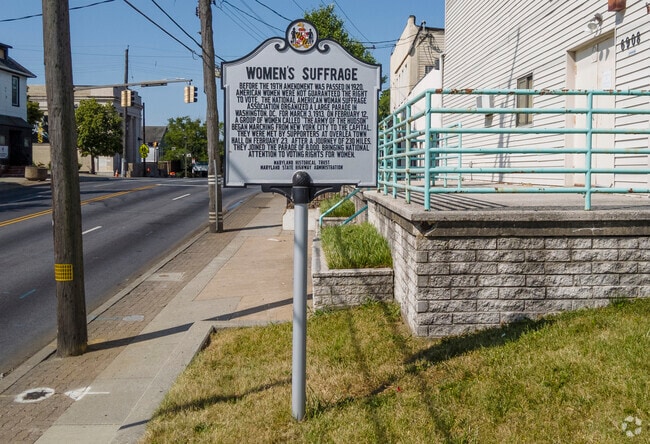 WOMEN'S SUFFRAGE
BEFORE THE 19TH AMENDMENT WAS PASSED IN 1920,
AMERICAN WOMEN WERE NOT GUARANTEED THE RIGHT
TO VOTE. THE NATIONAL AMERICAN WOMAN SUFFRAGE
ASSOCIATION ORGANIZED A LARGE PARADE IN
WASHINGTON, D.C. FOR MARCH 3, 1913. ON FEBRUARY 12,
A GROUP OF WOMEN CALLED THE ARMY OF THE HUDSON
BEGAN MARCHING FROM NEW YORK CITY TO THE CAPITAL.
THEY WERE MET BY SUPPORTERS AT OVERLEA TOWN
HALL ON FEBRUARY 23. AFTER A JOURNEY OF 230 MILES,
THEY JOINED THE PARADE OF 8,000, BRINGING NATIONAL
ATTENTION TO VOTING RIGHTS FOR WOMEN.
MARYLAND HISTORICAL TRUST
MARYLAND STATE HIGHWAY ADMINISTRATION
6908